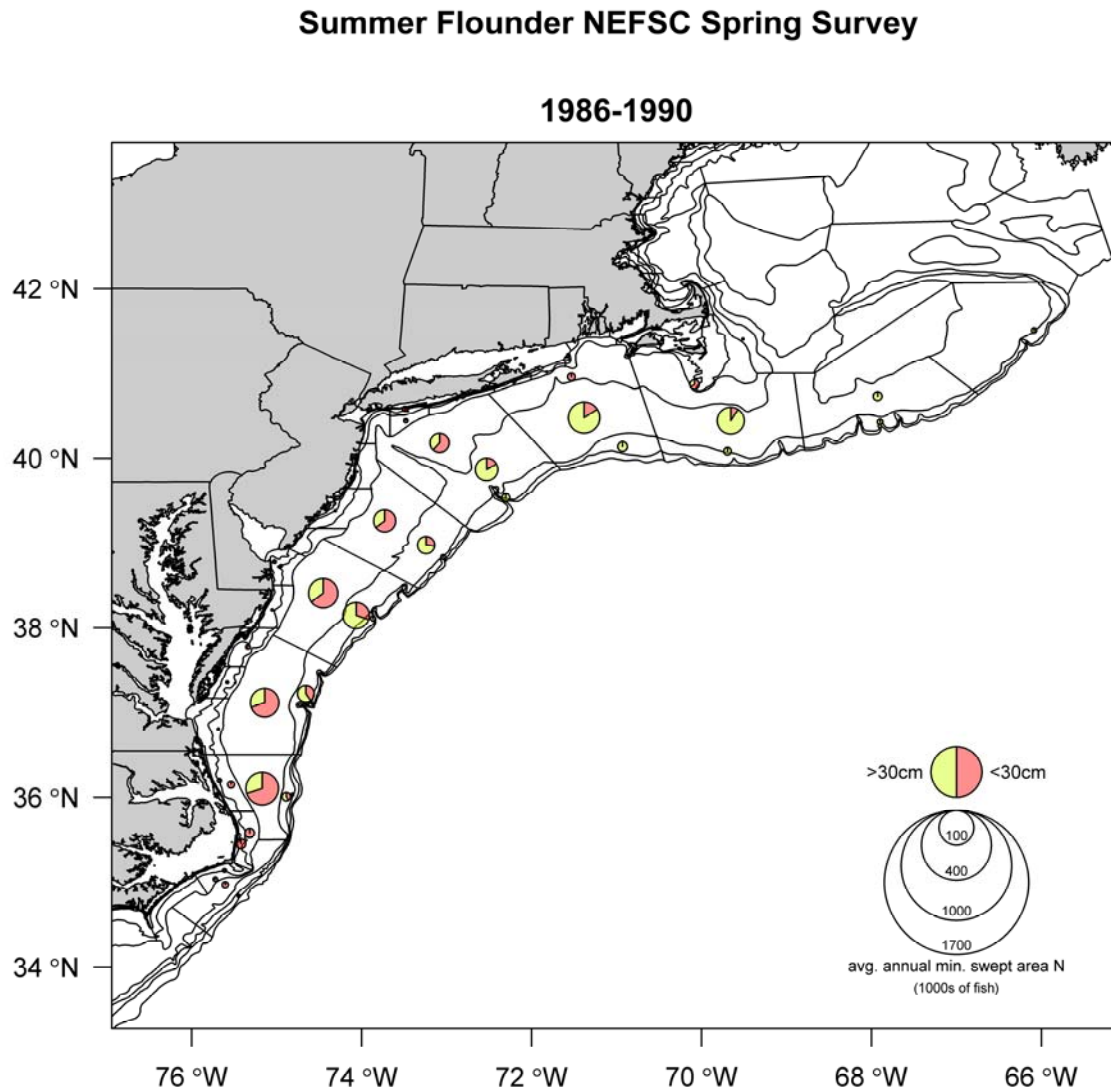 Summer Flounder NEFSC Spring Survey
1986-1990
42 °N
40 °N
38 °N
36 °N
34 °N
>30cm <30cm
100
400
1000
1700
avg. annual min. swept area N
(1000s of fish)
76 °W 74 °W 72 °W 70 °W 68 °W 66 °W